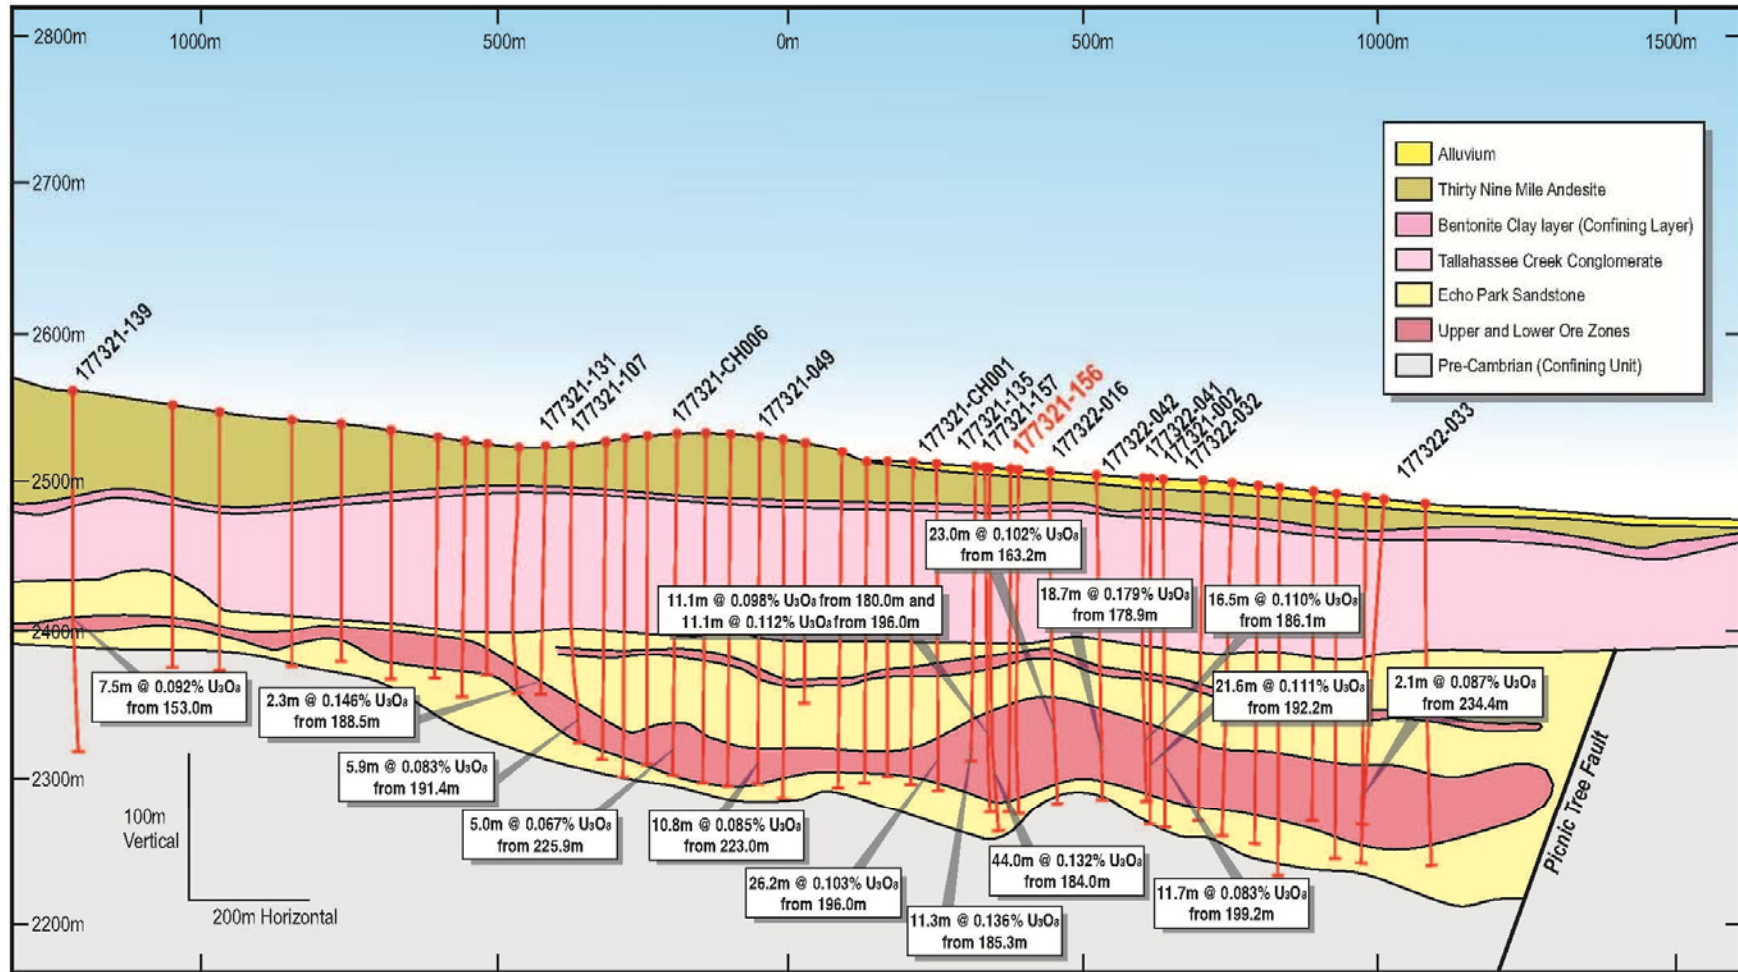 2800m
1000m
500m
0m
500m
1000m
1500m
2700m
2600m
2500m
2400m
2300m
2200m
Alluvium
Thirty Nine Mile Andesite
Bentonite Clay layer (Confining Layer)
Tallahassee Creek Conglomerate
Echo Park Sandstone
Upper and Lower Ore Zones
Pre-Cambrian (Confining Unit)
177321-139
177321-131
177321-107
177321-CH006
177321-049
177321-CH001
177321-135
177321-157
177321-156
177322-016
177322-042
177322-041
177321-002
177322-032
177322-033
23.0m @ 0.102% U₃O₈
from 163.2m
11.1m @ 0.098% U₃O₈ from 180.0m and
11.1m @ 0.112% U₃O₈ from 196.0m
18.7m @ 0.179% U₃O₈
from 178.9m
16.5m @ 0.110% U₃O₈
from 186.1m
7.5m @ 0.092% U₃O₈
from 153.0m
2.3m @ 0.146% U₃O₈
from 188.5m
21.6m @ 0.111% U₃O₈
from 192.2m
2.1m @ 0.087% U₃O₈
from 234.4m
5.9m @ 0.083% U₃O₈
from 191.4m
5.0m @ 0.067% U₃O₈
from 225.9m
10.8m @ 0.085% U₃O₈
from 223.0m
26.2m @ 0.103% U₃O₈
from 196.0m
11.3m @ 0.136% U₃O₈
from 185.3m
44.0m @ 0.132% U₃O₈
from 184.0m
11.7m @ 0.083% U₃O₈
from 199.2m
Picnic Tree Fault
100m
Vertical
200m Horizontal